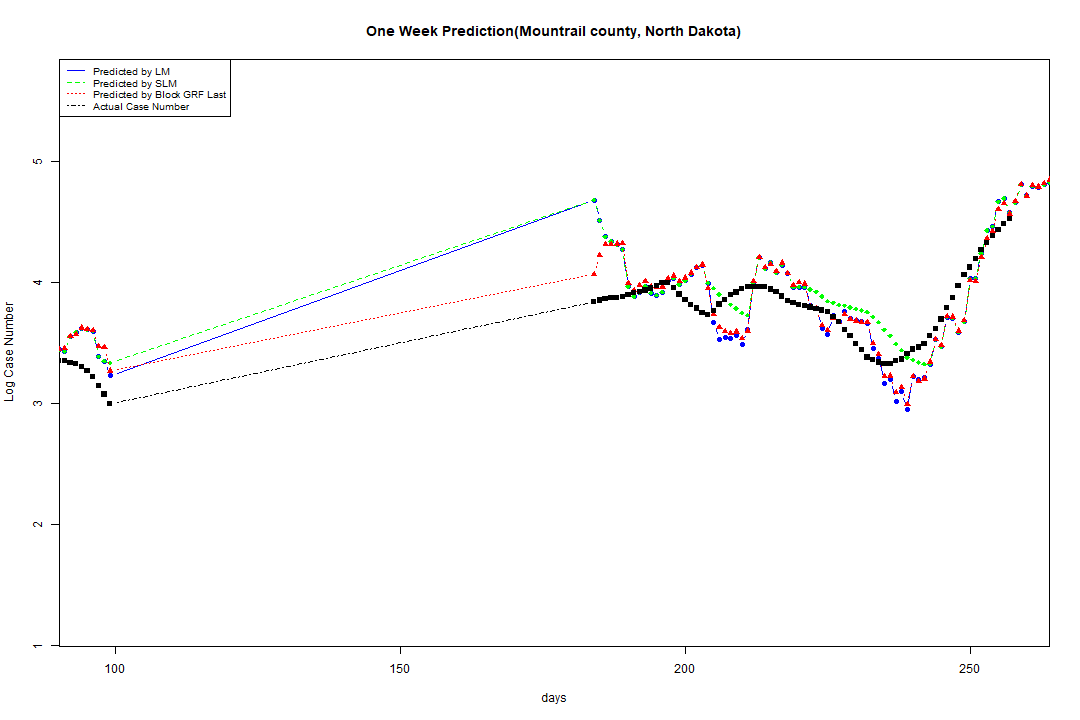 One Week Prediction(Mountrail county, North Dakota)
Predicted by LM
Predicted by SLM
Predicted by Block GRF Last
Actual Case Number
5
4
3
2
1
Log Case Number
100 150 200 250
days